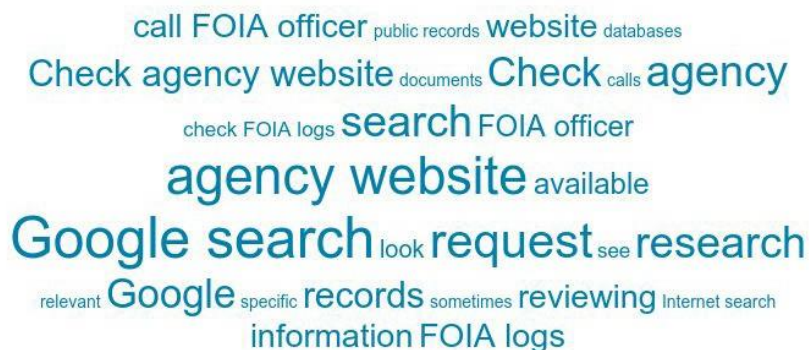 call FOIA officer public records website databases
Check agency website documents Check calls agency
check FOIA logs search FOIA officer
agency website available
Google search look request see research
relevant Google specific records sometimes reviewing Internet search
information FOIA logs